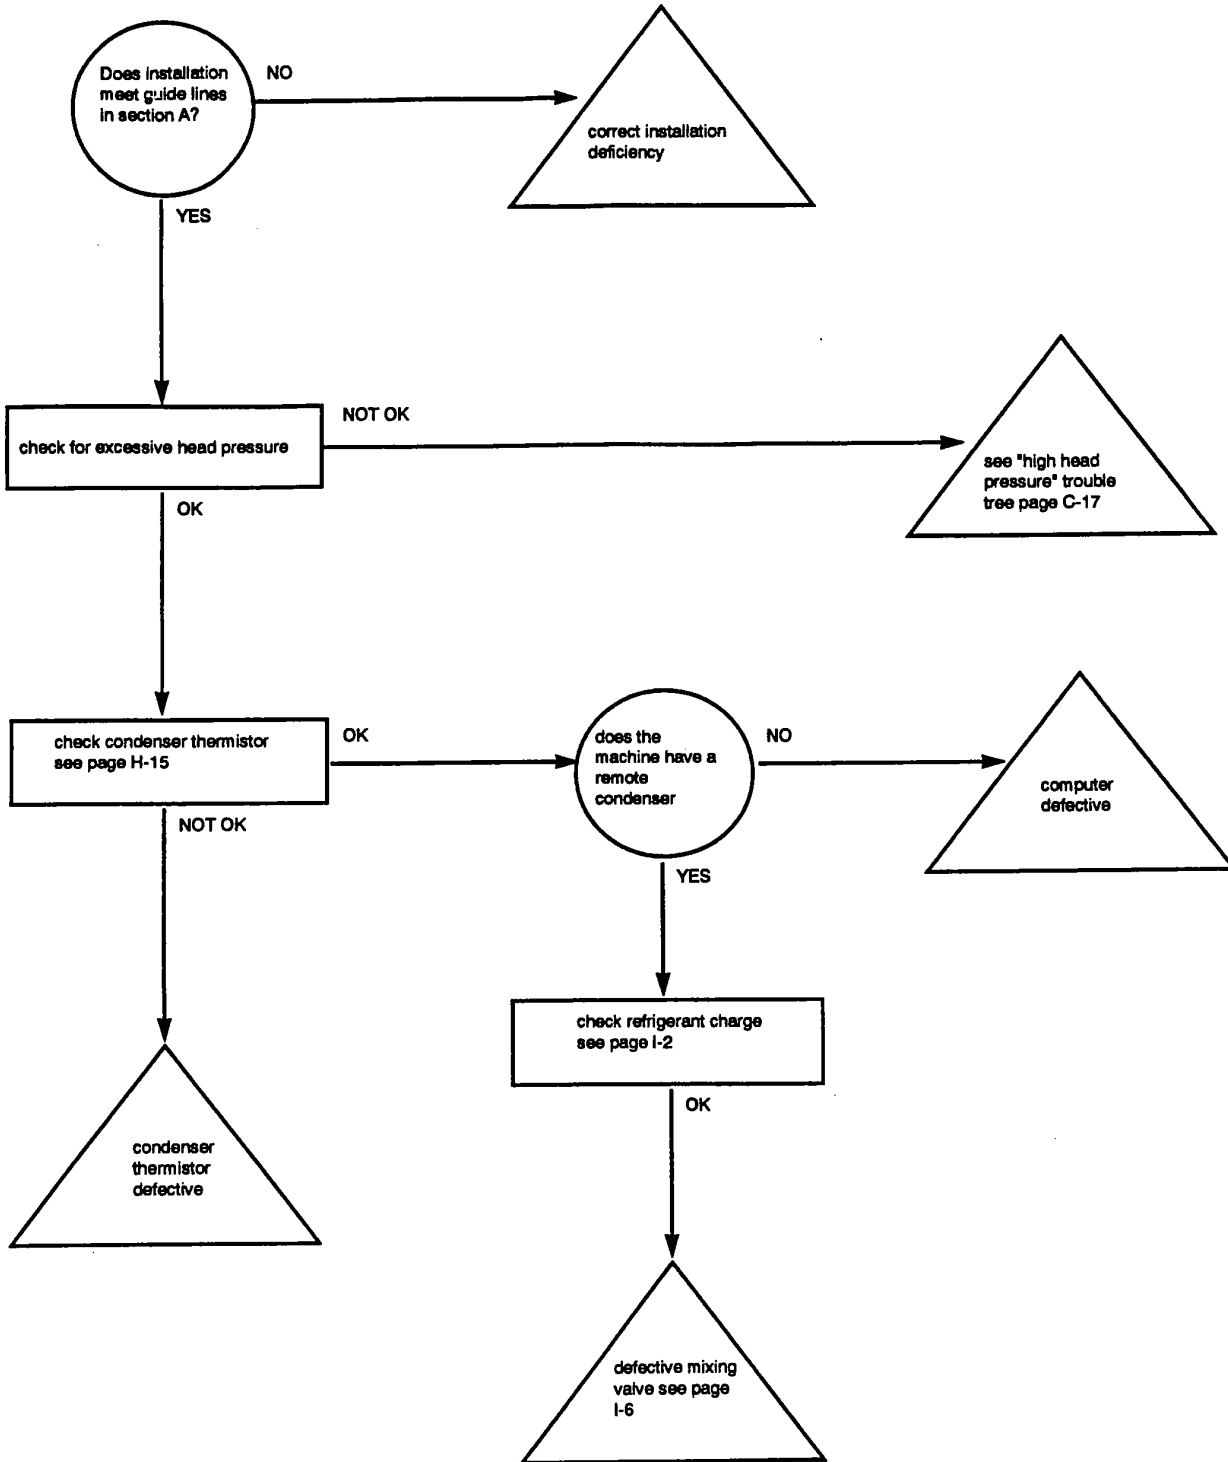 Does installation
meet guide lines
in section A?
NO
correct installation
deficiency
YES
check for excessive head pressure
NOT OK
see "high head
pressure" trouble
tree page C-17
OK
check condenser thermistor
see page H-15
OK
does the
machine have a
remote
condenser
NO
computer
defective
NOT OK
YES
check refrigerant charge
see page I-2
OK
condenser
thermistor
defective
defective mixing
valve see page
I-6